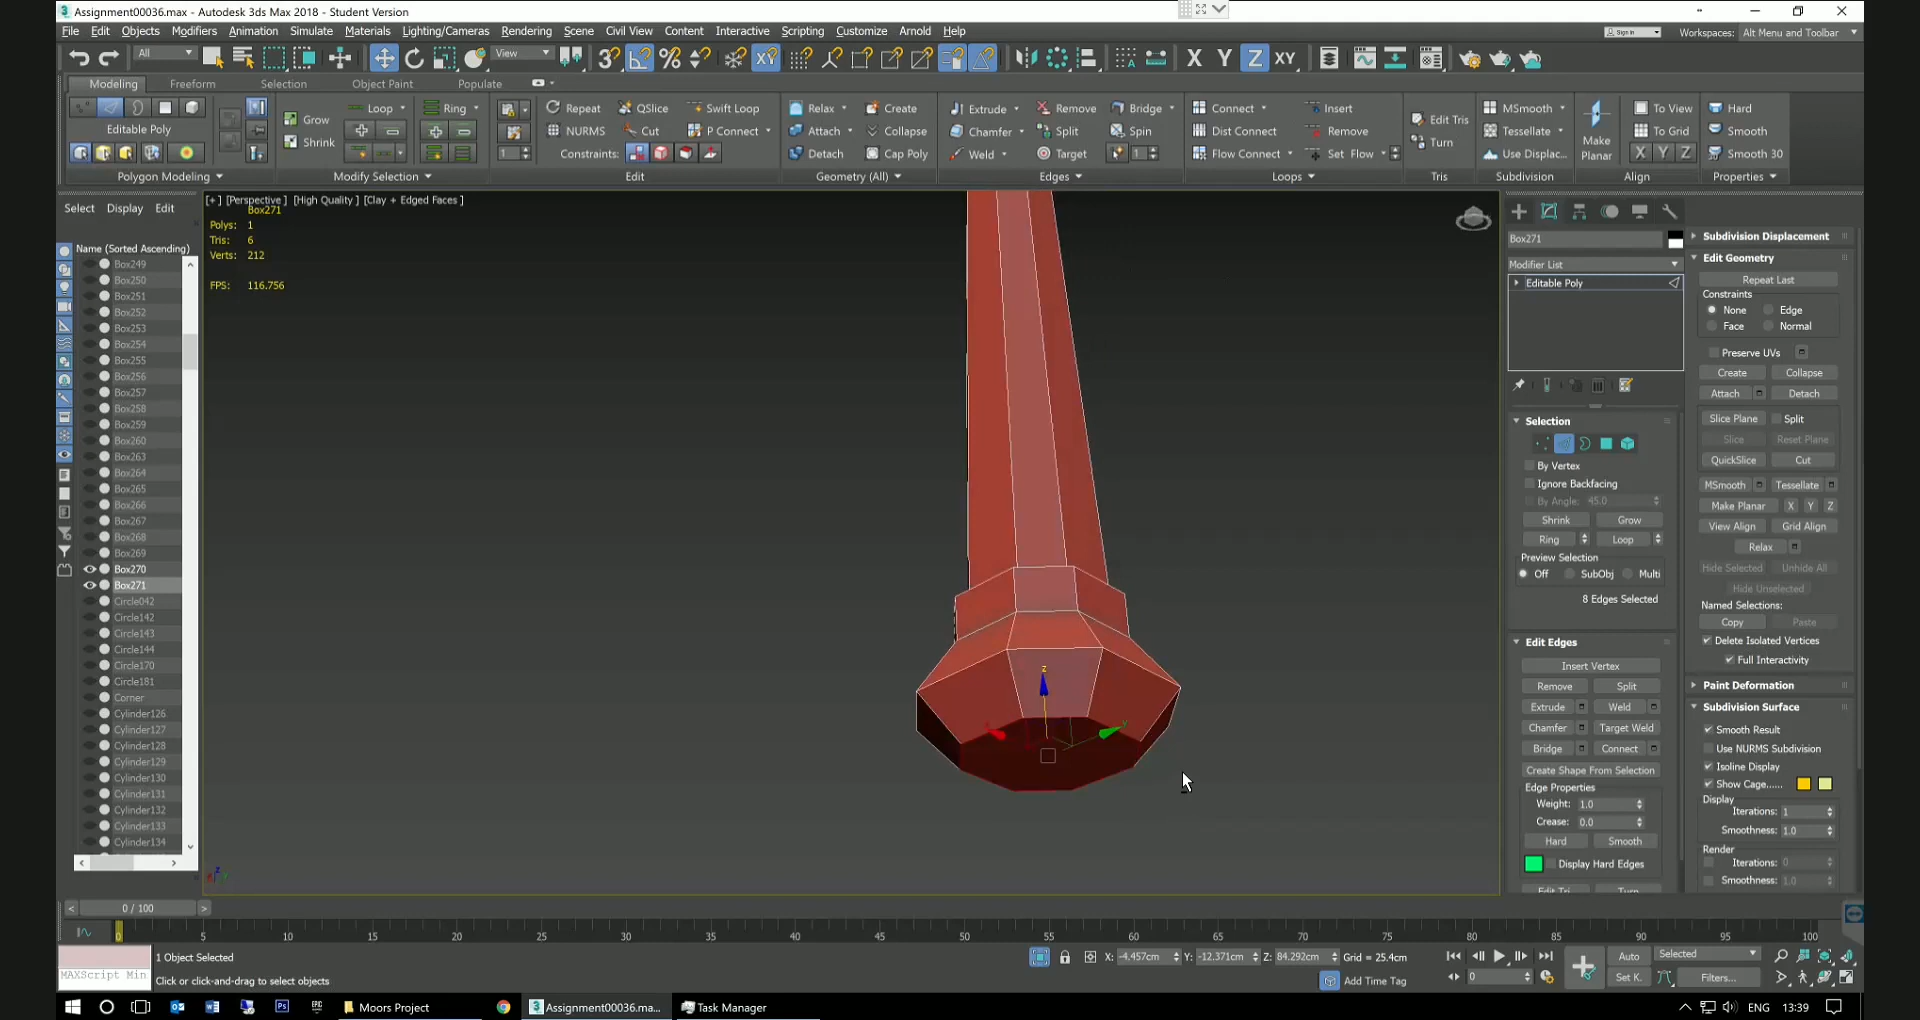 Assignment00036.max - Autodesk 3ds Max 2018 - Student Version
File Edit Objects Modifiers Animation Simulate Materials Lighting/Cameras Rendering Scene Civil View Content Interactive Scripting Customize Arnold Help Sign In Workspaces: Alt Menu and Toolbar
All View X Y Z XY
Modeling Freeform Selection Object Paint Populate
Loop Ring Repeat QSlice Swift Loop Relax Create Extrude Remove Bridge Connect Insert MSmooth To View Hard
Grow Edit Tris
Editable Poly NURMS Cut P Connect Attach Collapse Chamfer Split Spin Dist Connect Remove Tessellate To Grid Smooth
Shrink Turn Make Planar
1 Constraints: Detach Cap Poly Weld Target 1 Flow Connect Set Flow Use Displac... X Y Z Smooth 30
Polygon Modeling Modify Selection Edit Geometry (All) Edges Loops Tris Subdivision Align Properties
Select Display Edit
Name (Sorted Ascending)
Box249
Box250
Box251
Box252
Box253
Box254
Box255
Box256
Box257
Box258
Box259
Box260
Box263
Box264
Box265
Box266
Box267
Box268
Box269
Box270
Box271
Circle042
Circle142
Circle143
Circle144
Circle170
Circle181
Corner
Cylinder126
Cylinder127
Cylinder128
Cylinder129
Cylinder130
Cylinder131
Cylinder132
Cylinder133
Cylinder134
[+] [Perspective ] [High Quality ] [Clay + Edged Faces ]
Box271
Polys: 1
Tris: 6
Verts: 212
FPS: 116.756
z
x
y
Box271
Modifier List
Editable Poly
Selection
By Vertex
Ignore Backfacing
By Angle: 45.0
Shrink Grow
Ring Loop
Preview Selection
Off SubObj Multi
8 Edges Selected
Edit Edges
Insert Vertex
Remove Split
Extrude Weld
Chamfer Target Weld
Bridge Connect
Create Shape From Selection
Edge Properties
Weight: 1.0
Crease: 0.0
Hard Smooth
Display Hard Edges
Edit Tri. Turn
Subdivision Displacement
Edit Geometry
Repeat Last
Constraints
None Edge
Face Normal
Preserve UVs
Create Collapse
Attach Detach
Slice Plane Split
Slice Reset Plane
QuickSlice Cut
MSmooth Tessellate
Make Planar X Y Z
View Align Grid Align
Relax
Hide Selected Unhide All
Hide Unselected
Named Selections:
Copy Paste
Delete Isolated Vertices
Full Interactivity
Paint Deformation
Subdivision Surface
Smooth Result
Use NURMS Subdivision
Isoline Display
Show Cage......
Display
Iterations: 1
Smoothness: 1.0
Render
Iterations: 0
Smoothness: 1.0
< 0 / 100 >
0 5 10 15 20 25 30 35 40 45 50 55 60 65 70 75 80 85 90 95 100
MAXScript Min
1 Object Selected
Click or click-and-drag to select objects
X: -4.457cm Y: -12.371cm Z: 84.292cm Grid = 25.4cm
Add Time Tag
0
Auto Selected
Set K. Filters...
Moors Project Assignment00036.ma... Task Manager ENG 13:39